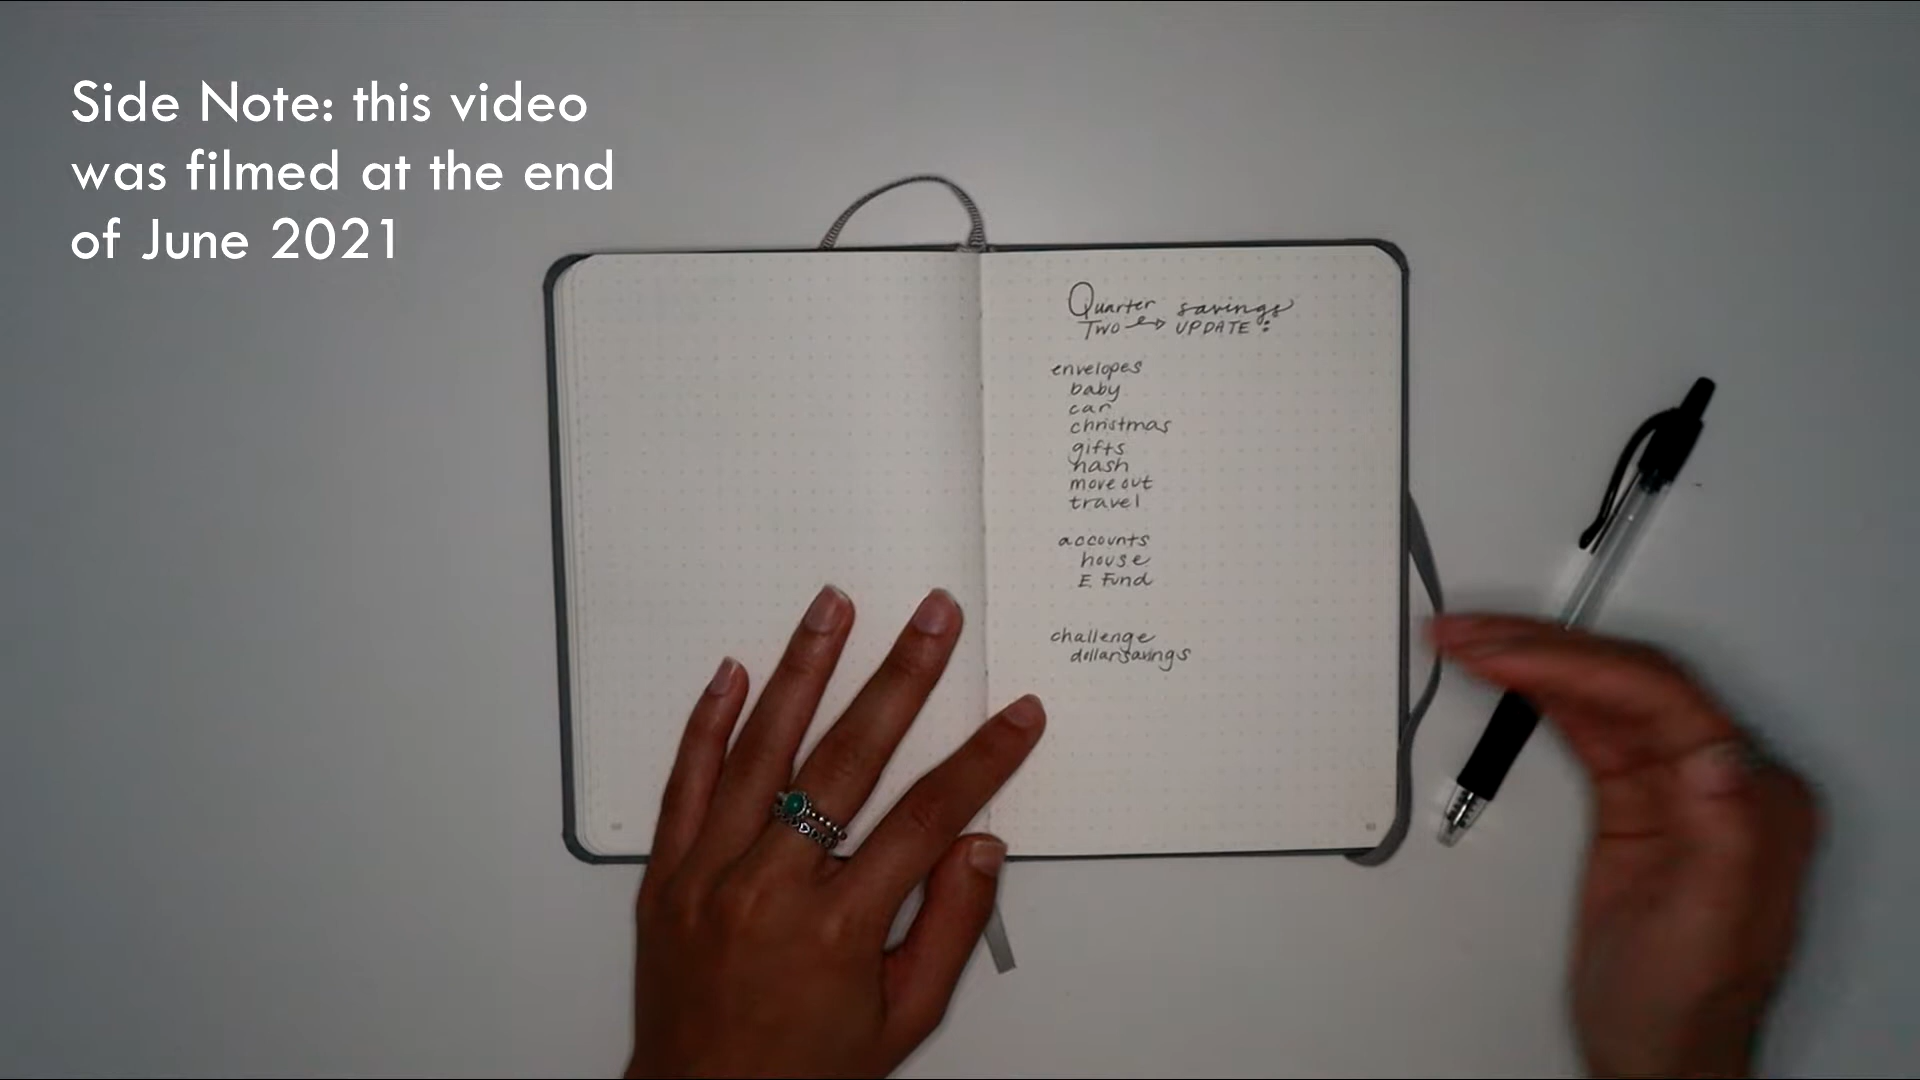 Side Note: this video
was filmed at the end
of June 2021
Quarter savings
Two → UPDATE:
envelopes
baby
car
christmas
gifts
hash
move out
travel
accounts
house
E. Fund
challenge
dollar savings